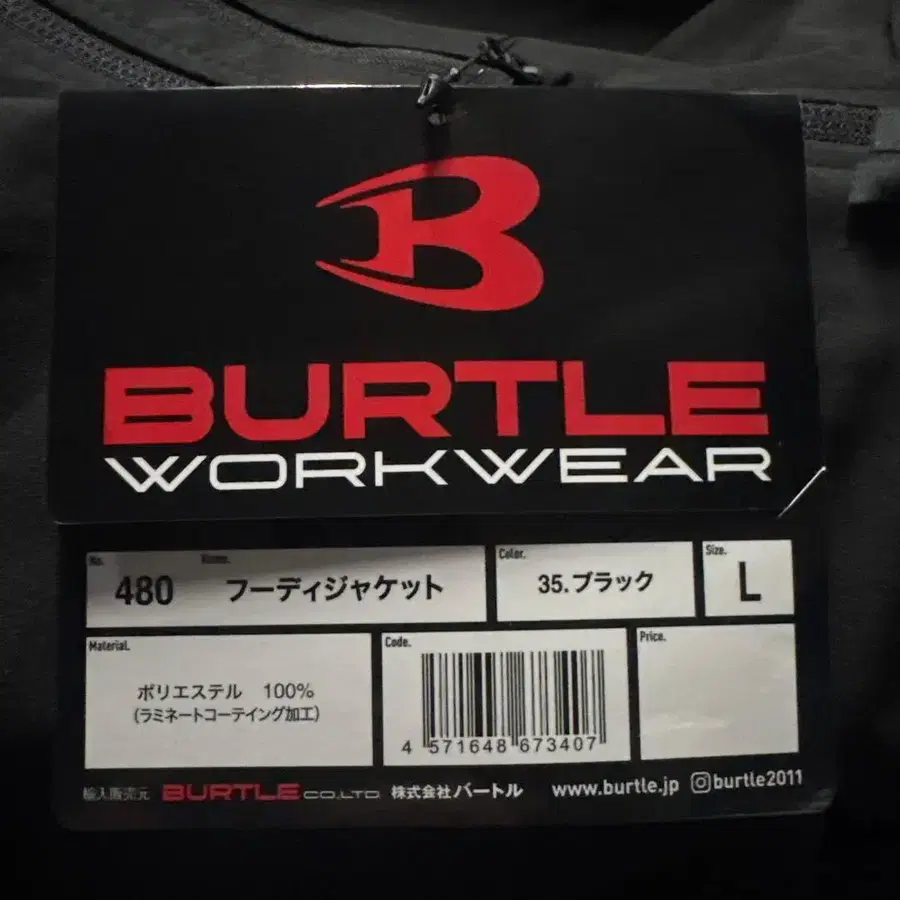 B
BURTLE
WORKWEAR
No. Name. Color. Size.
480 フーディジャケット 35.ブラック L
Material. Code. Price.
ポリエステル 100%
(ラミネートコーテイング加工)
4 571648 673407
輸入販売元 BURTLE CO.,LTD. 株式会社バートル www.burtle.jp burtle2011